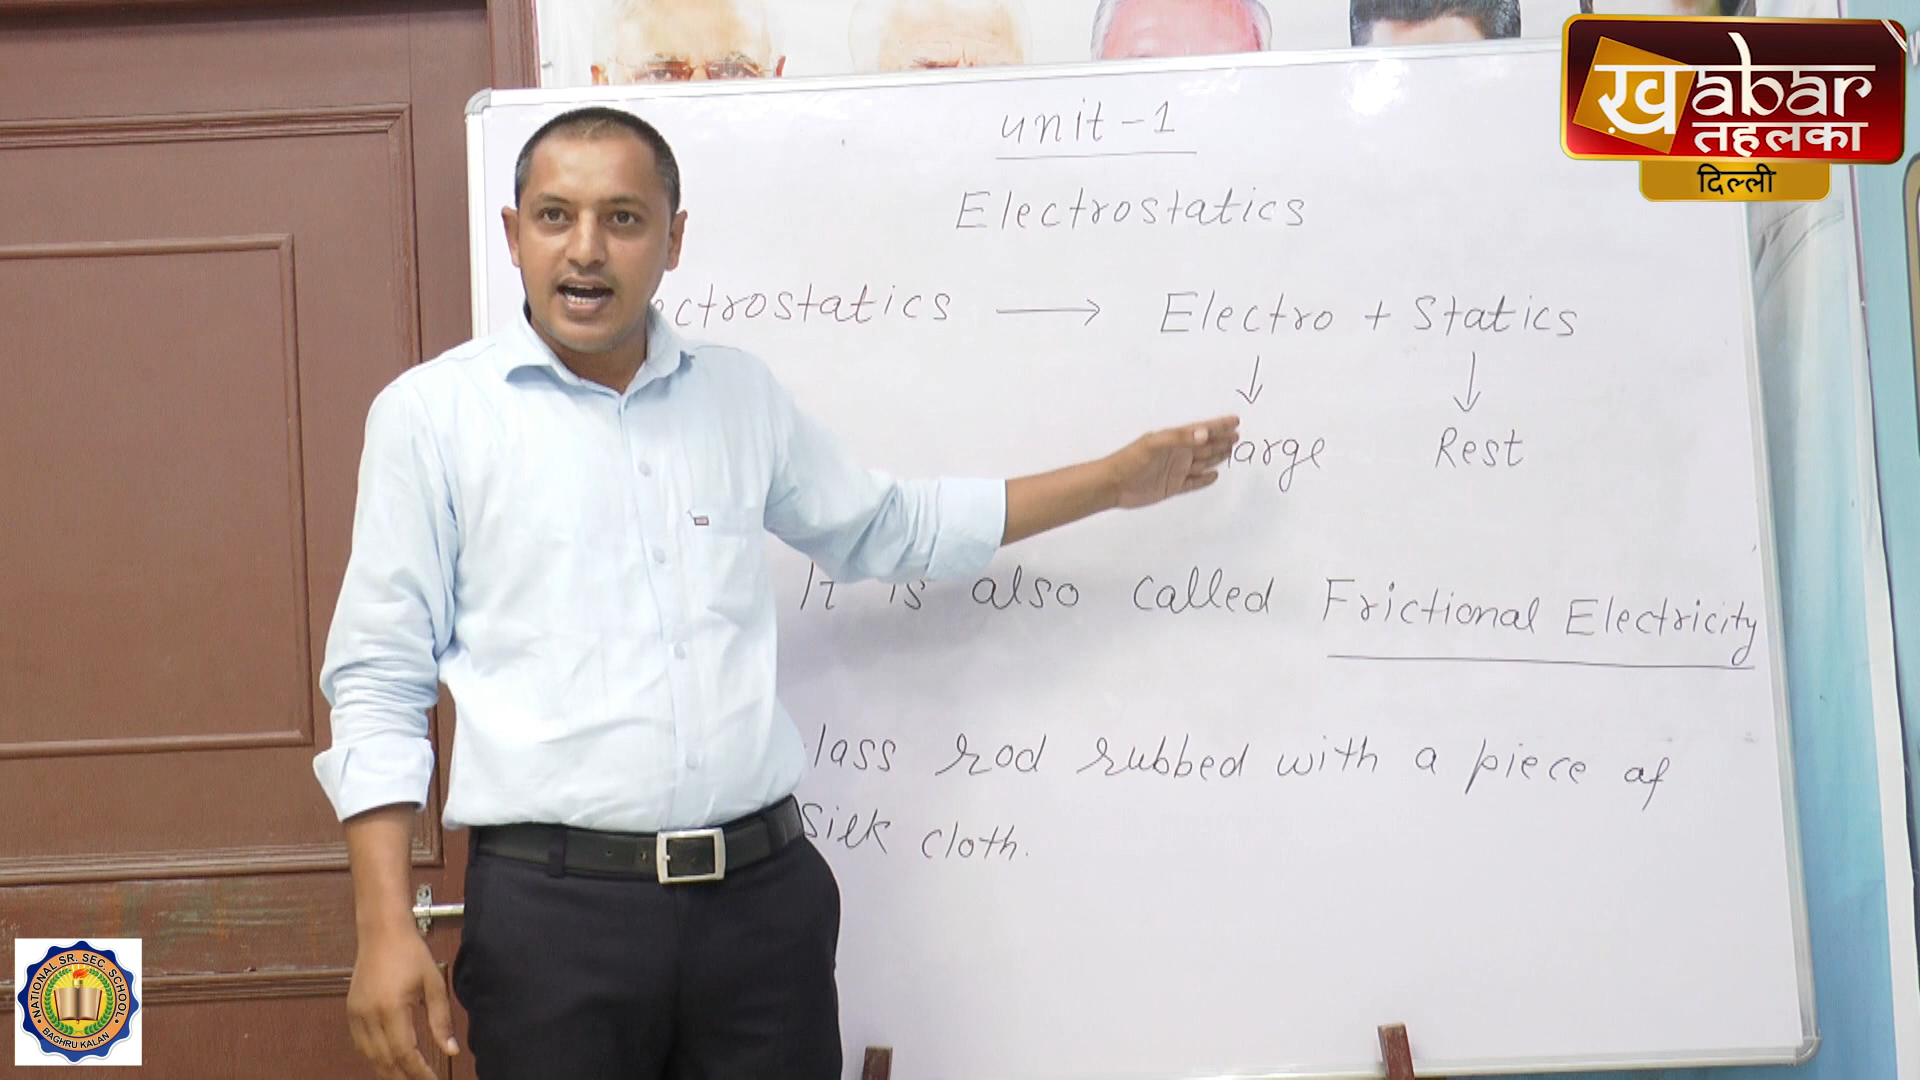 unit-1
Electrostatics
ctrostatics → Electro + Statics
↓ ↓
arge Rest
It is also called Frictional Electricity
lass rod rubbed with a piece of
Silk cloth.
ख़abar
तहलका
दिल्ली
NATIONAL SR. SEC. SCHOOL
BAGHRU KALAN